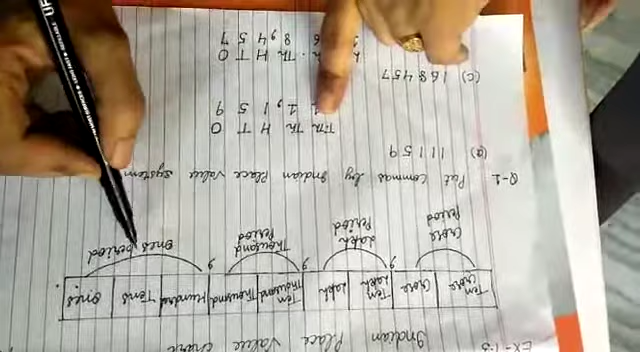 EX-1.3
Indian Place Value chart
Ten Crore Crore Ten Lakh Lakh Ten Thousand Thousand Hundred Tens Ones
Crore Period , Lakh Period , Thousand Period , Ones period
Q-1 Put Commas by Indian Place Value system
(a) 11159
T.Th Th H T O
1 1, 1 5 9
(c) 168457
Th H T O
8, 4 5 7